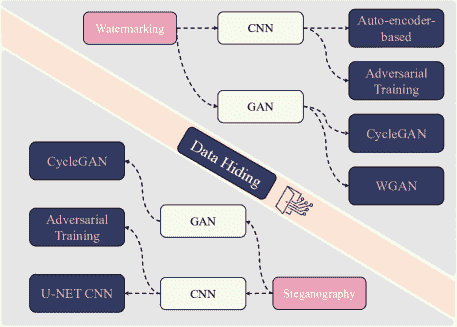 Watermarking
CNN
Auto-encoder-
based
Adversarial
Training
GAN
CycleGAN
WGAN
Data Hiding
CycleGAN
GAN
Adversarial
Training
U-NET CNN
CNN
Steganography